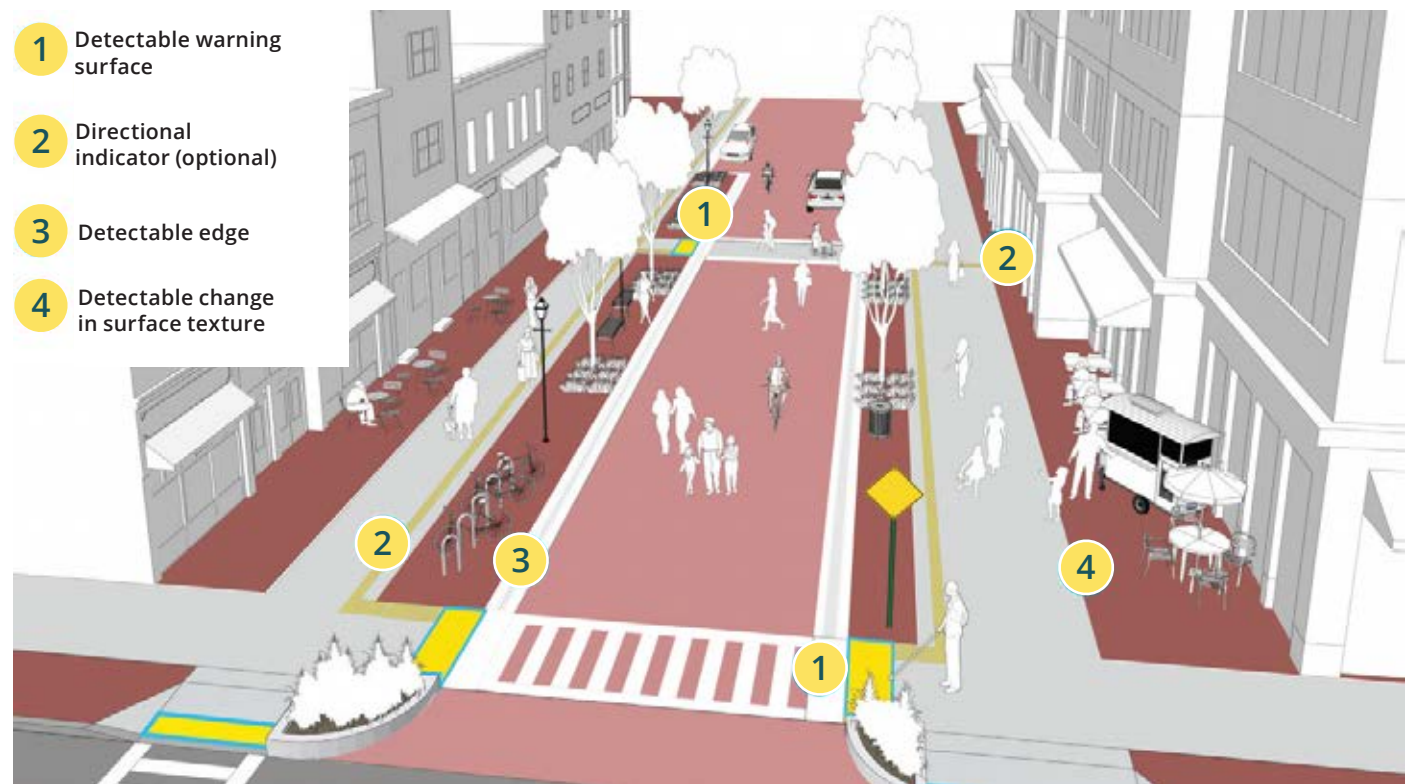 1 Detectable warning
surface
2 Directional
indicator (optional)
3 Detectable edge
4 Detectable change
in surface texture
1
2
2
3
4
1